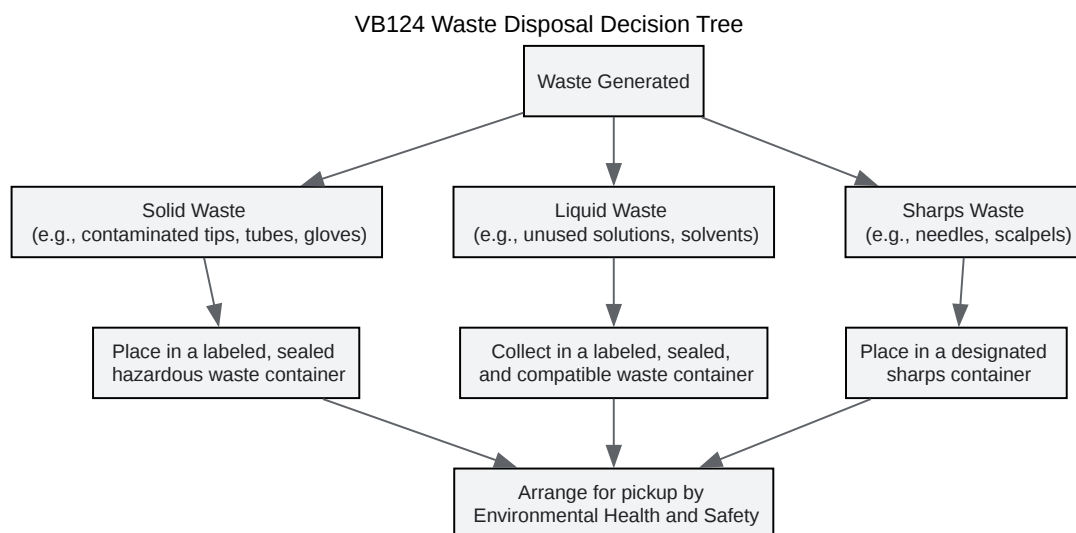 VB124 Waste Disposal Decision Tree
Waste Generated
Solid Waste
(e.g., contaminated tips, tubes, gloves)
Liquid Waste
(e.g., unused solutions, solvents)
Sharps Waste
(e.g., needles, scalpels)
Place in a labeled, sealed
hazardous waste container
Collect in a labeled, sealed,
and compatible waste container
Place in a designated
sharps container
Arrange for pickup by
Environmental Health and Safety